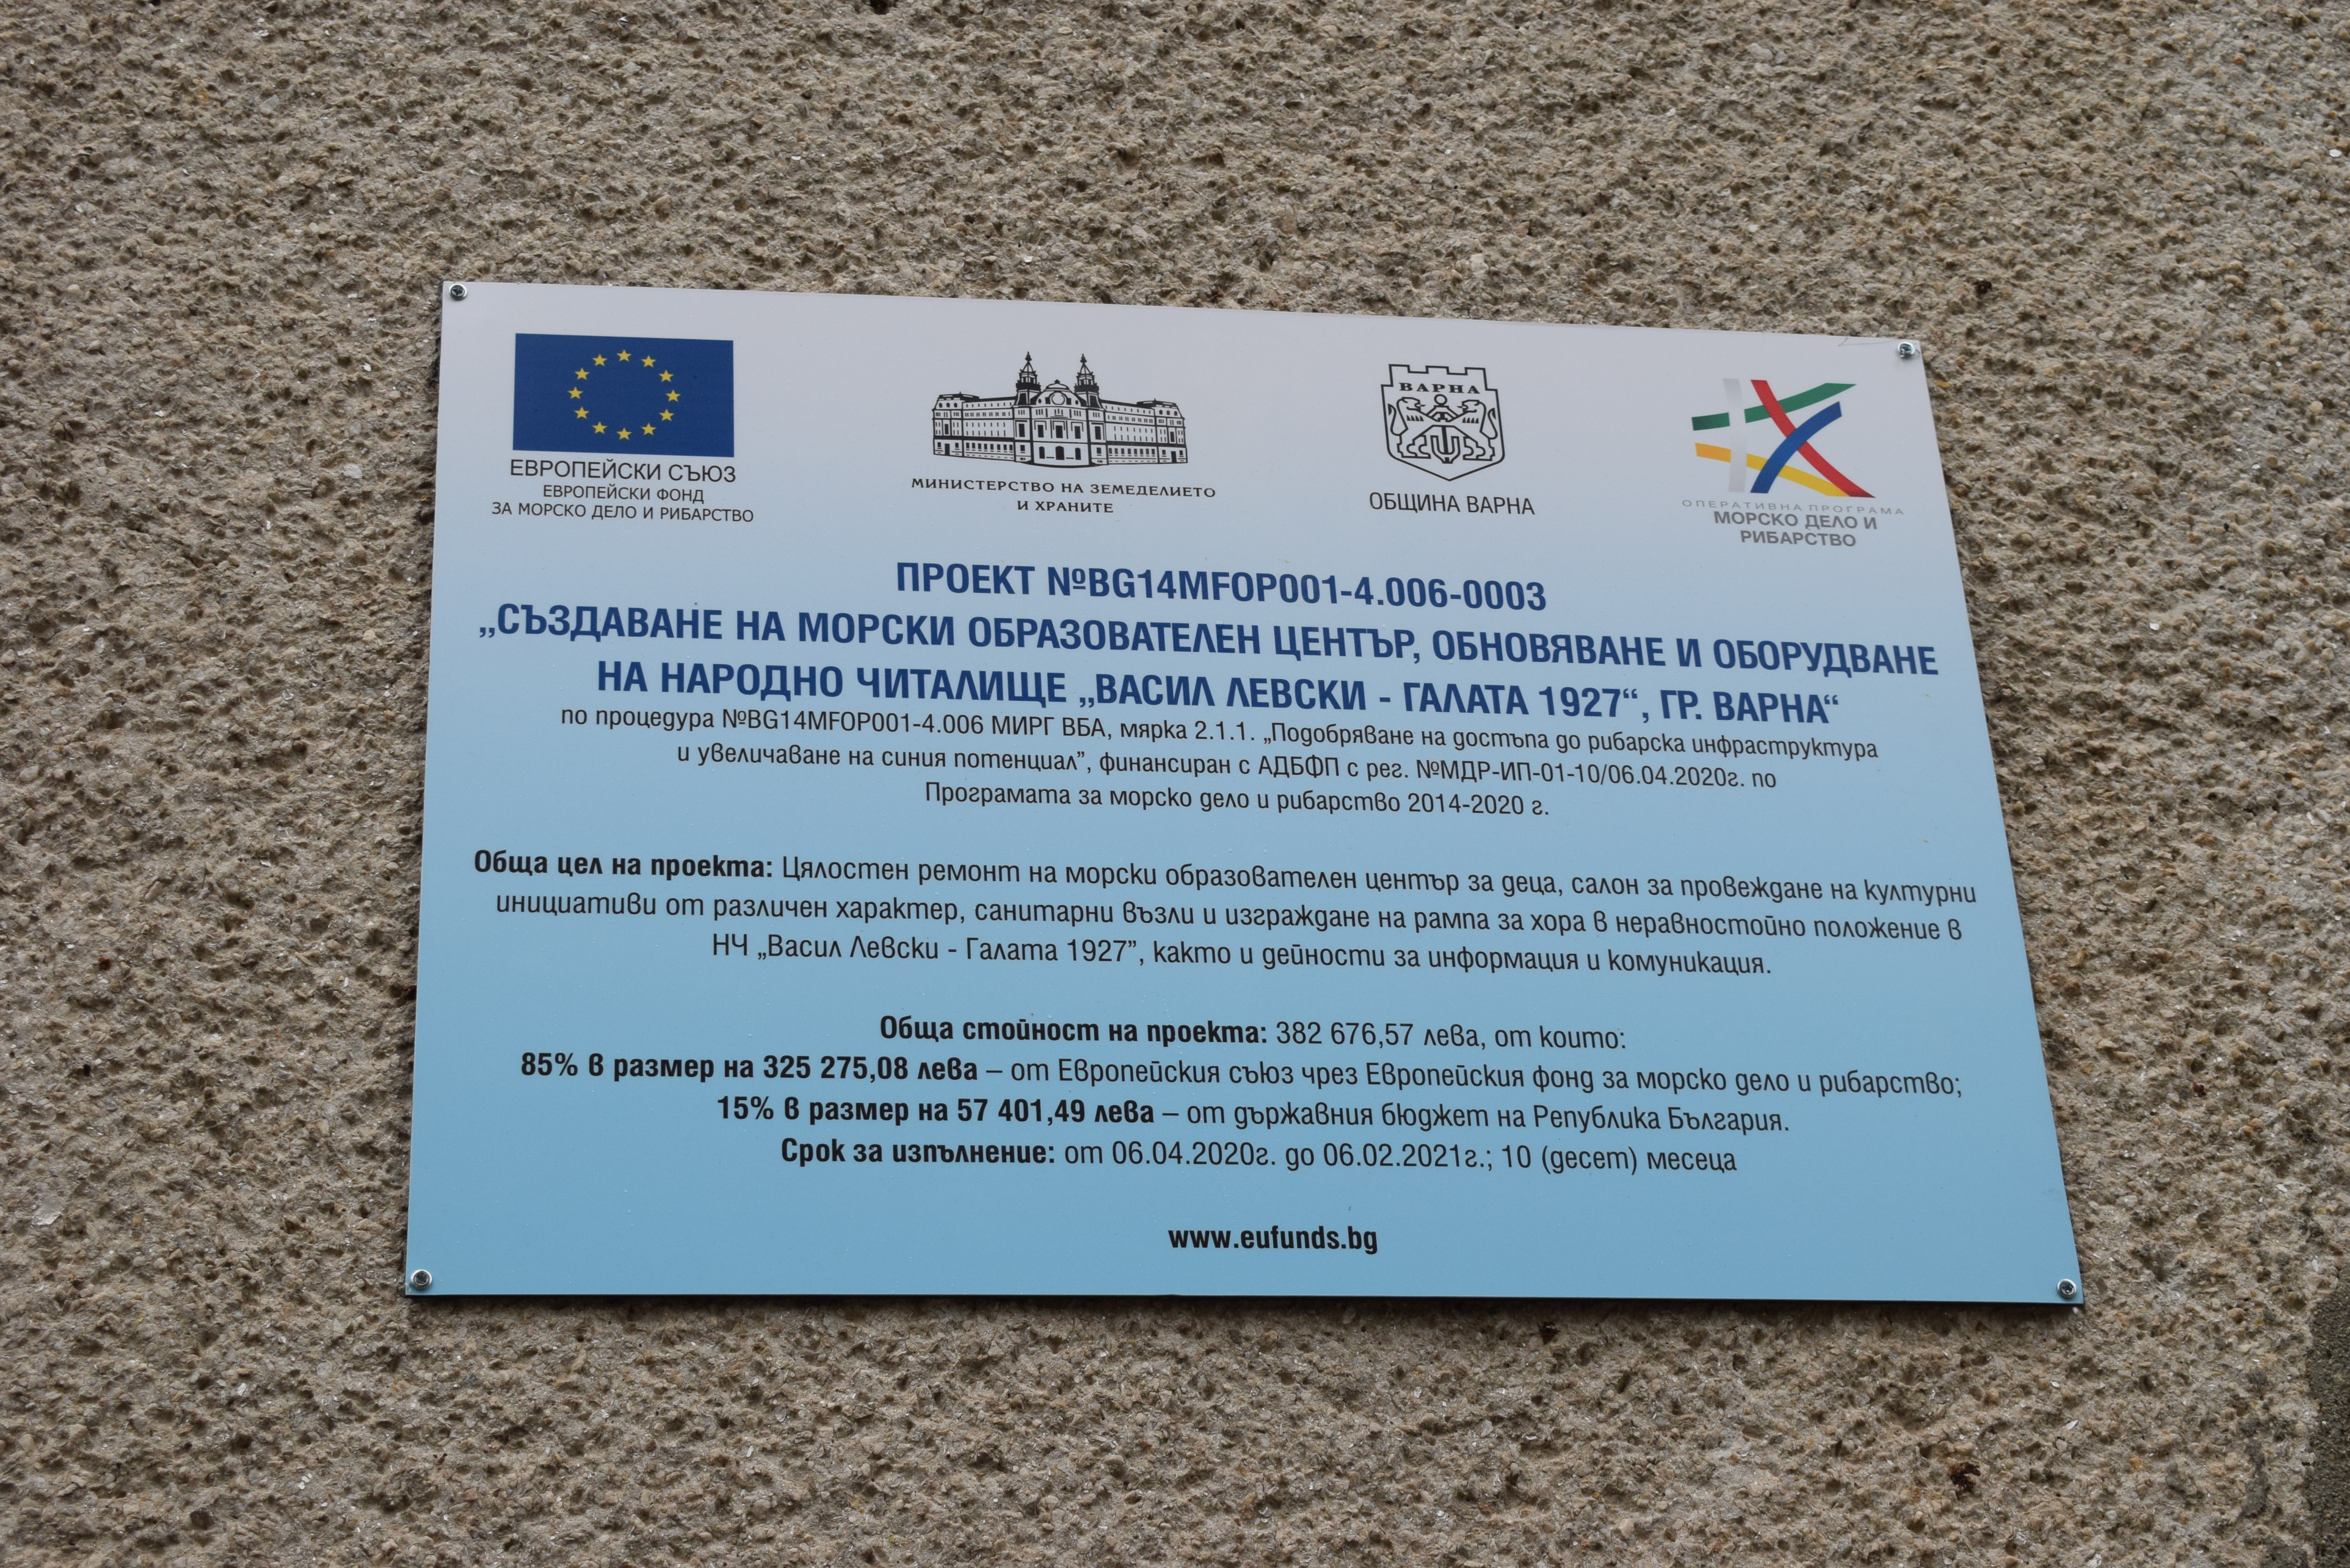 ЕВРОПЕЙСКИ СЪЮЗ
ЕВРОПЕЙСКИ ФОНД
ЗА МОРСКО ДЕЛО И РИБАРСТВО
МИНИСТЕРСТВО НА ЗЕМЕДЕЛИЕТО
И ХРАНИТЕ
ВАРНА
ОБЩИНА ВАРНА
ОПЕРАТИВНА ПРОГРАМА
МОРСКО ДЕЛО И
РИБАРСТВО
ПРОЕКТ №BG14MFOP001-4.006-0003
„СЪЗДАВАНЕ НА МОРСКИ ОБРАЗОВАТЕЛЕН ЦЕНТЪР, ОБНОВЯВАНЕ И ОБОРУДВАНЕ
НА НАРОДНО ЧИТАЛИЩЕ „ВАСИЛ ЛЕВСКИ - ГАЛАТА 1927“, ГР. ВАРНА“
по процедура №BG14MFOP001-4.006 МИРГ ВБА, мярка 2.1.1. „Подобряване на достъпа до рибарска инфраструктура
и увеличаване на синия потенциал”, финансиран с АДБФП с рег. №МДР-ИП-01-10/06.04.2020г. по
Програмата за морско дело и рибарство 2014-2020 г.
Обща цел на проекта: Цялостен ремонт на морски образователен център за деца, салон за провеждане на културни
инициативи от различен характер, санитарни възли и изграждане на рампа за хора в неравностойно положение в
НЧ „Васил Левски - Галата 1927”, както и дейности за информация и комуникация.
Обща стойност на проекта: 382 676,57 лева, от които:
85% в размер на 325 275,08 лева – от Европейския съюз чрез Европейския фонд за морско дело и рибарство;
15% в размер на 57 401,49 лева – от държавния бюджет на Република България.
Срок за изпълнение: от 06.04.2020г. до 06.02.2021г.; 10 (десет) месеца
www.eufunds.bg